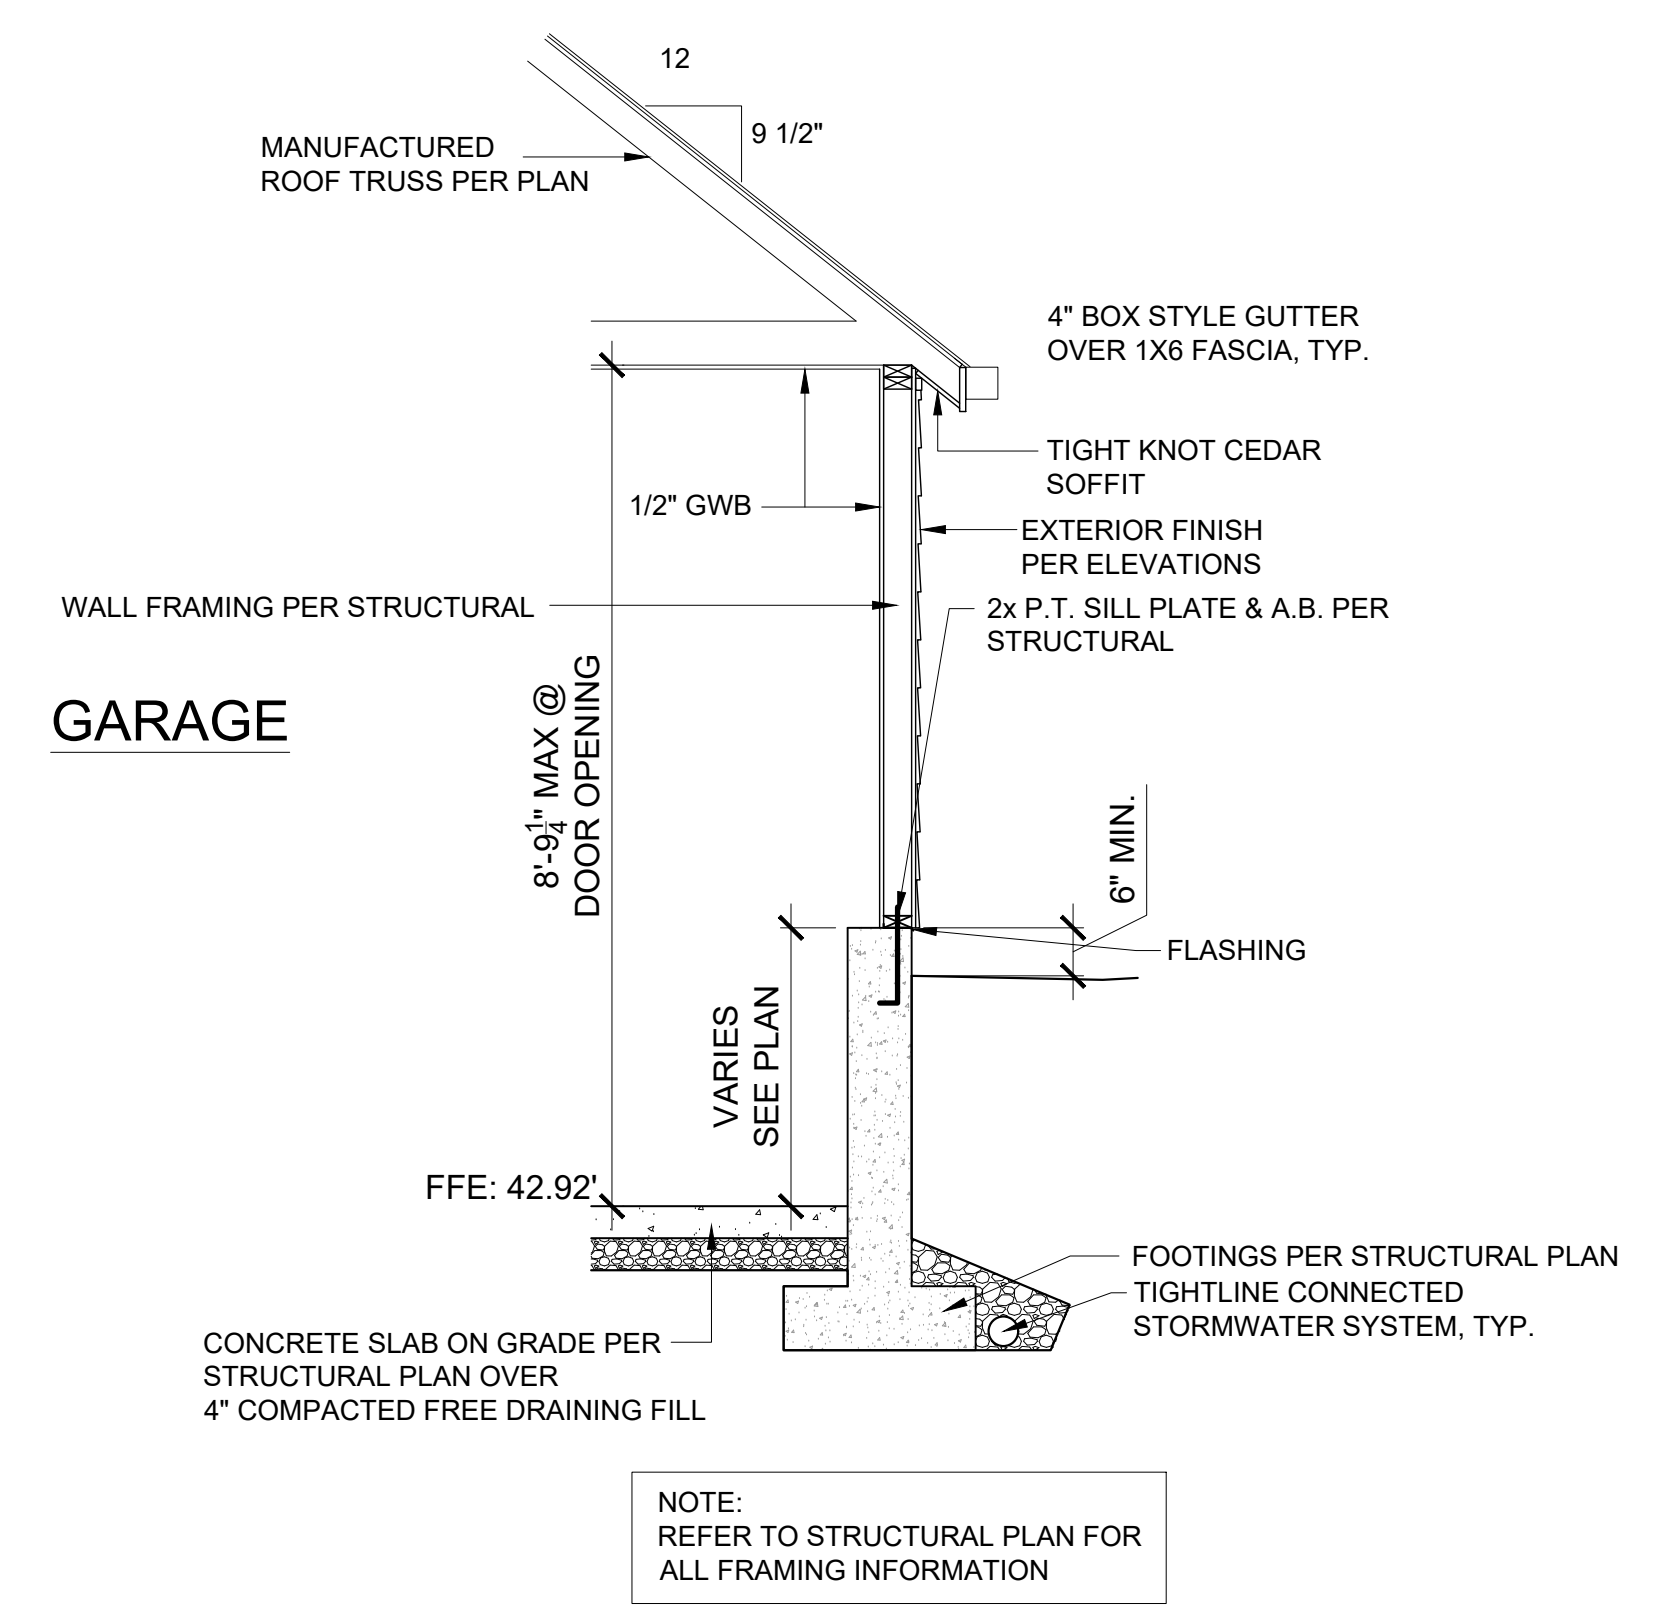 12
9 1/2"
MANUFACTURED
ROOF TRUSS PER PLAN
4" BOX STYLE GUTTER
OVER 1X6 FASCIA, TYP.
TIGHT KNOT CEDAR
SOFFIT
1/2" GWB
EXTERIOR FINISH
PER ELEVATIONS
WALL FRAMING PER STRUCTURAL
2x P.T. SILL PLATE & A.B. PER
STRUCTURAL
GARAGE
8'-9 1/4" MAX @
DOOR OPENING
6" MIN.
FLASHING
VARIES
SEE PLAN
FFE: 42.92'
FOOTINGS PER STRUCTURAL PLAN
TIGHTLINE CONNECTED
STORMWATER SYSTEM, TYP.
CONCRETE SLAB ON GRADE PER
STRUCTURAL PLAN OVER
4" COMPACTED FREE DRAINING FILL
NOTE:
REFER TO STRUCTURAL PLAN FOR
ALL FRAMING INFORMATION